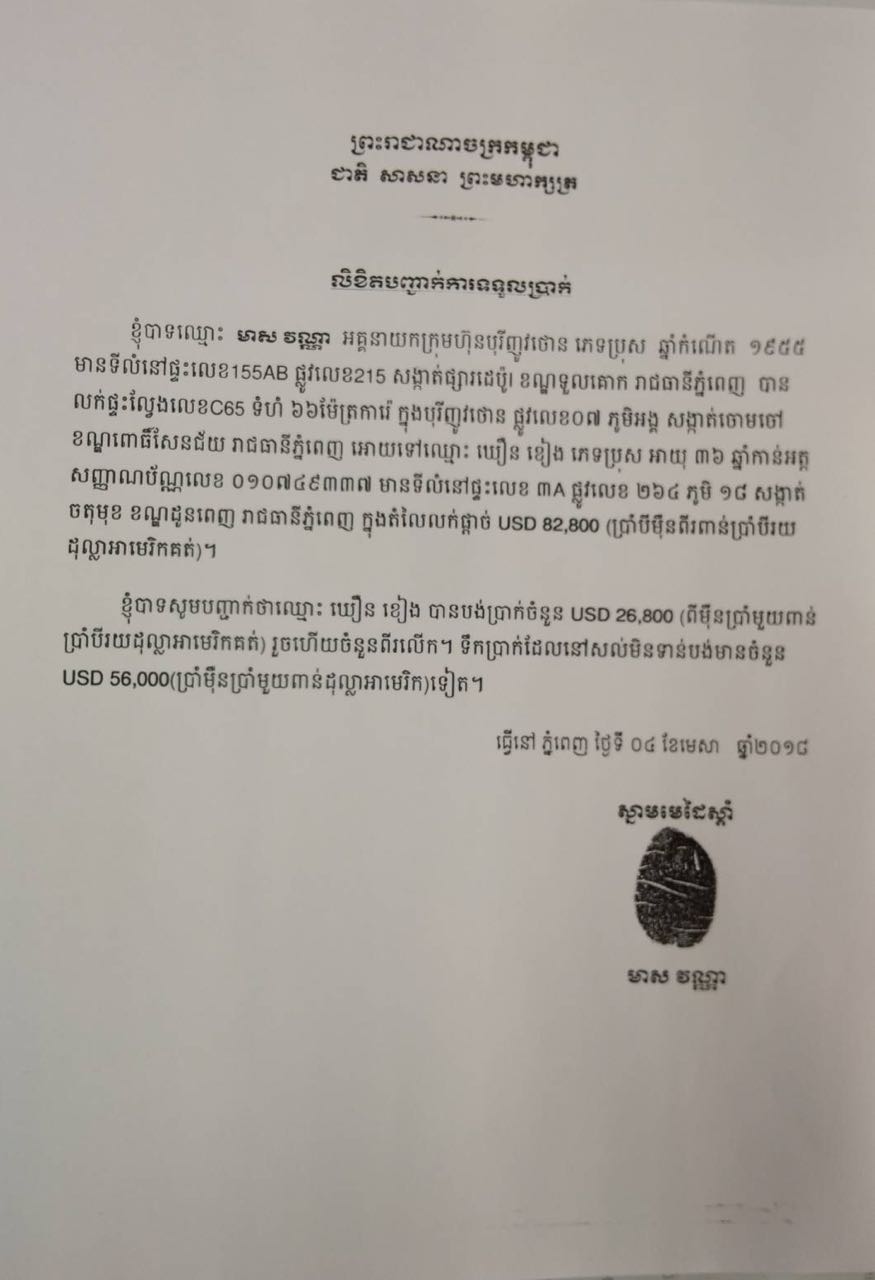 ព្រះរាជាណាចក្រកម្ពុជា
ជាតិ សាសនា ព្រះមហាក្សត្រ
លិខិតបញ្ជាក់ការទទួលប្រាក់
ខ្ញុំបាទឈ្មោះ មាស វណ្ណា អគ្គនាយកក្រុមហ៊ុនបុរីញូវថោន ភេទប្រុស ឆ្នាំកំណើត ១៩៥៥
មានទីលំនៅផ្ទះលេខ155AB ផ្លូវលេខ215 សង្កាត់ផ្សារដេប៉ូI ខណ្ឌទួលគោក រាជធានីភ្នំពេញ បាន
លក់ផ្ទះល្វែងលេខC65 ទំហំ ៦៦ម៉ែត្រការ៉េ ក្នុងបុរីញូវថោន ផ្លូវលេខ០៧ ភូមិអង្គ សង្កាត់ចោមចៅ
ខណ្ឌពោធិ៍សែនជ័យ រាជធានីភ្នំពេញ អោយទៅឈ្មោះ ឃឿន ខៀង ភេទប្រុស អាយុ ៣៦ ឆ្នាំកាន់អត្ត
សញ្ញាណប័ណ្ណលេខ ០១០៧៤៩៣៣៧ មានទីលំនៅផ្ទះលេខ ៣A ផ្លូវលេខ ២៦៤ ភូមិ ១៨ សង្កាត់
ចតុមុខ ខណ្ឌដូនពេញ រាជធានីភ្នំពេញ ក្នុងតំលៃលក់ផ្តាច់ USD 82,800 (ប្រាំបីម៉ឺនពីរពាន់ប្រាំបីរយ
ដុល្លាអាមេរិកគត់)។
ខ្ញុំបាទសូមបញ្ជាក់ថាឈ្មោះ ឃឿន ខៀង បានបង់ប្រាក់ចំនួន USD 26,800 (ពីម៉ឺនប្រាំមួយពាន់
ប្រាំបីរយដុល្លាអាមេរិកគត់) រួចហើយចំនួនពីរលើក។ ទឹកប្រាក់ដែលនៅសល់មិនទាន់បង់មានចំនួន
USD 56,000(ប្រាំម៉ឺនប្រាំមួយពាន់ដុល្លាអាមេរិក)ទៀត។
ធ្វើនៅ ភ្នំពេញ ថ្ងៃទី ០៤ ខែមេសា ឆ្នាំ២០១៨
ស្នាមមេដៃស្តាំ
មាស វណ្ណា